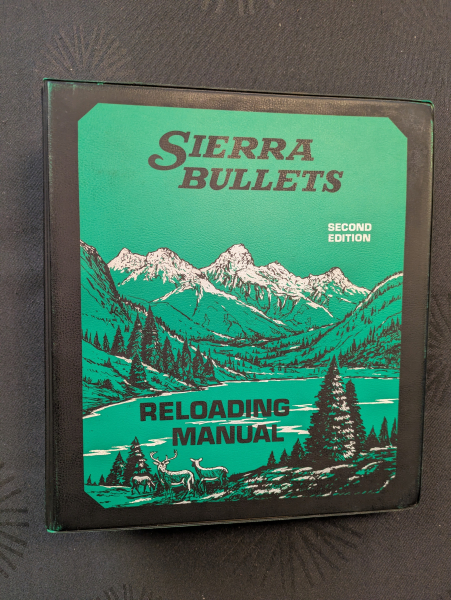 SIERRA
BULLETS
SECOND
EDITION
RELOADING
MANUAL